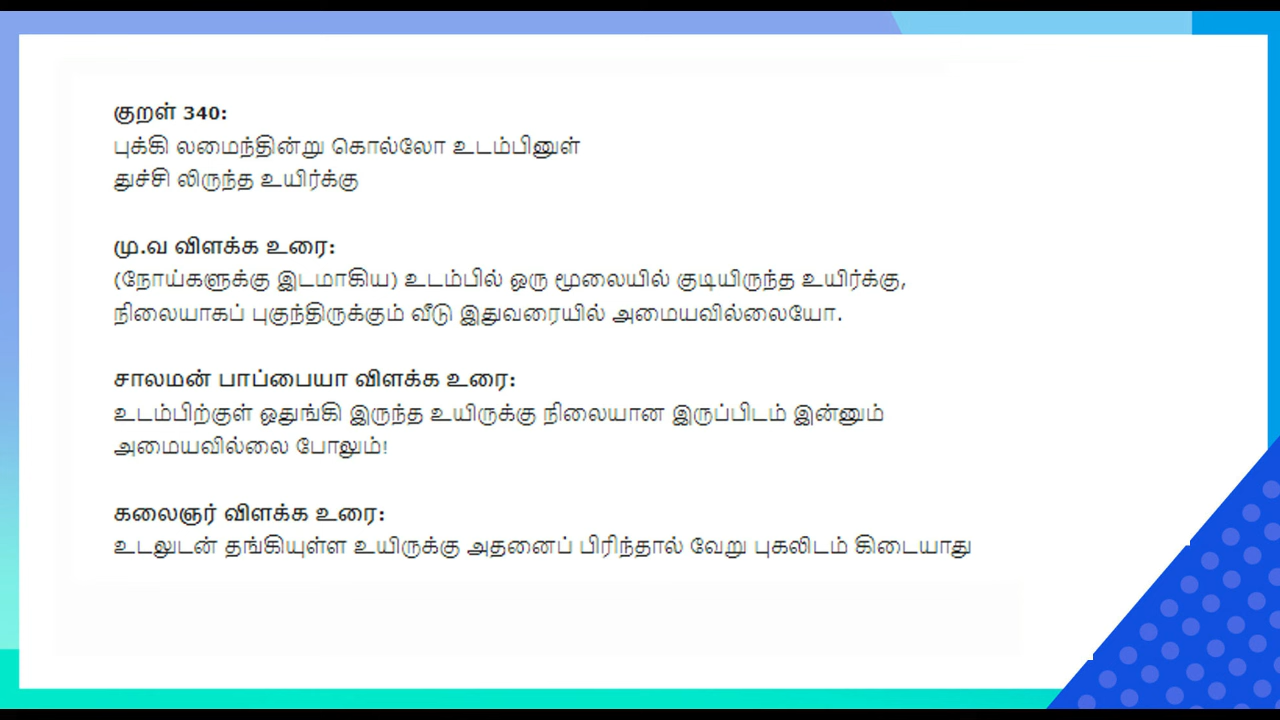 குறள் 340:
புக்கி லமைந்தின்று கொல்லோ உடம்பினுள்
துச்சி லிருந்த உயிர்க்கு
மு.வ விளக்க உரை:
(நோய்களுக்கு இடமாகிய) உடம்பில் ஒரு மூலையில் குடியிருந்த உயிர்க்கு,
நிலையாகப் புகுந்திருக்கும் வீடு இதுவரையில் அமையவில்லையோ.
சாலமன் பாப்பையா விளக்க உரை:
உடம்பிற்குள் ஒதுங்கி இருந்த உயிருக்கு நிலையான இருப்பிடம் இன்னும்
அமையவில்லை போலும்!
கலைஞர் விளக்க உரை:
உடலுடன் தங்கியுள்ள உயிருக்கு அதனைப் பிரிந்தால் வேறு புகலிடம் கிடையாது